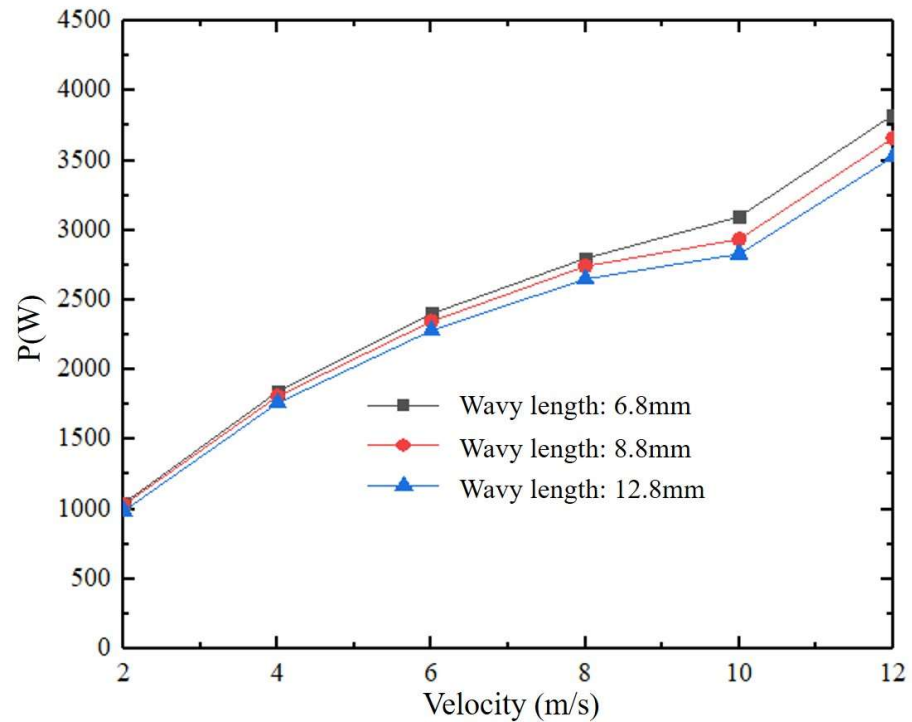 4500
4000
3500
3000
2500
2000
1500
1000
500
0
P(W)
Wavy length: 6.8mm
Wavy length: 8.8mm
Wavy length: 12.8mm
2 4 6 8 10 12
Velocity (m/s)